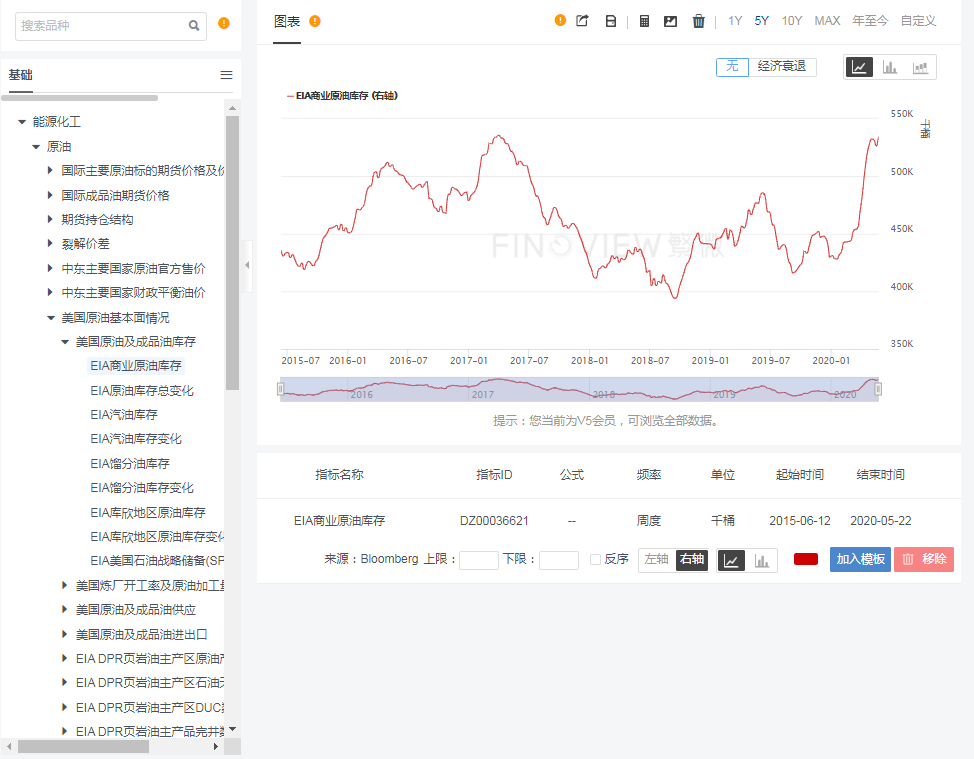 搜索品种
基础
能源化工
原油
国际主要原油标的期货价格及价
国际成品油期货价格
期货持仓结构
裂解价差
中东主要国家原油官方售价
中东主要国家财政平衡油价
美国原油基本面情况
美国原油及成品油库存
EIA商业原油库存
EIA原油库存总变化
EIA汽油库存
EIA汽油库存变化
EIA馏分油库存
EIA馏分油库存变化
EIA库欣地区原油库存
EIA库欣地区原油库存变化
EIA美国石油战略储备(SF
美国炼厂开工率及原油加工量
美国原油及成品油供应
美国原油及成品油进出口
EIA DPR页岩油主产区原油产
EIA DPR页岩油主产区石油天
EIA DPR页岩油主产区DUC
EIA DPR页岩油主产品完井数
图表
1Y 5Y 10Y MAX 年至今 自定义
无 经济衰退
EIA商业原油库存 (右轴)
550K
千桶
500K
450K
400K
350K
FINOVIEW 繁微
2015-07 2016-01 2016-07 2017-01 2017-07 2018-01 2018-07 2019-01 2019-07 2020-01
2016 2017 2018 2019 2020
提示：您当前为V5会员，可浏览全部数据。
指标名称 指标ID 公式 频率 单位 起始时间 结束时间
EIA商业原油库存 DZ00036621 -- 周度 千桶 2015-06-12 2020-05-22
来源：Bloomberg 上限： 下限： 反序 左轴 右轴 加入模板 移除